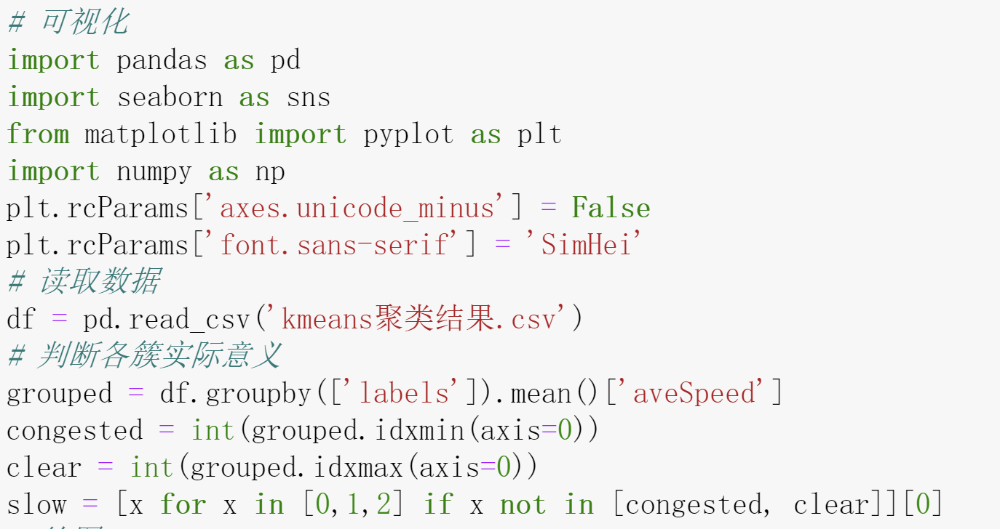 # 可视化
import pandas as pd
import seaborn as sns
from matplotlib import pyplot as plt
import numpy as np
plt.rcParams['axes.unicode_minus'] = False
plt.rcParams['font.sans-serif'] = 'SimHei'
# 读取数据
df = pd.read_csv('kmeans聚类结果.csv')
# 判断各簇实际意义
grouped = df.groupby(['labels']).mean()['aveSpeed']
congested = int(grouped.idxmin(axis=0))
clear = int(grouped.idxmax(axis=0))
slow = [x for x in [0,1,2] if x not in [congested, clear]][0]